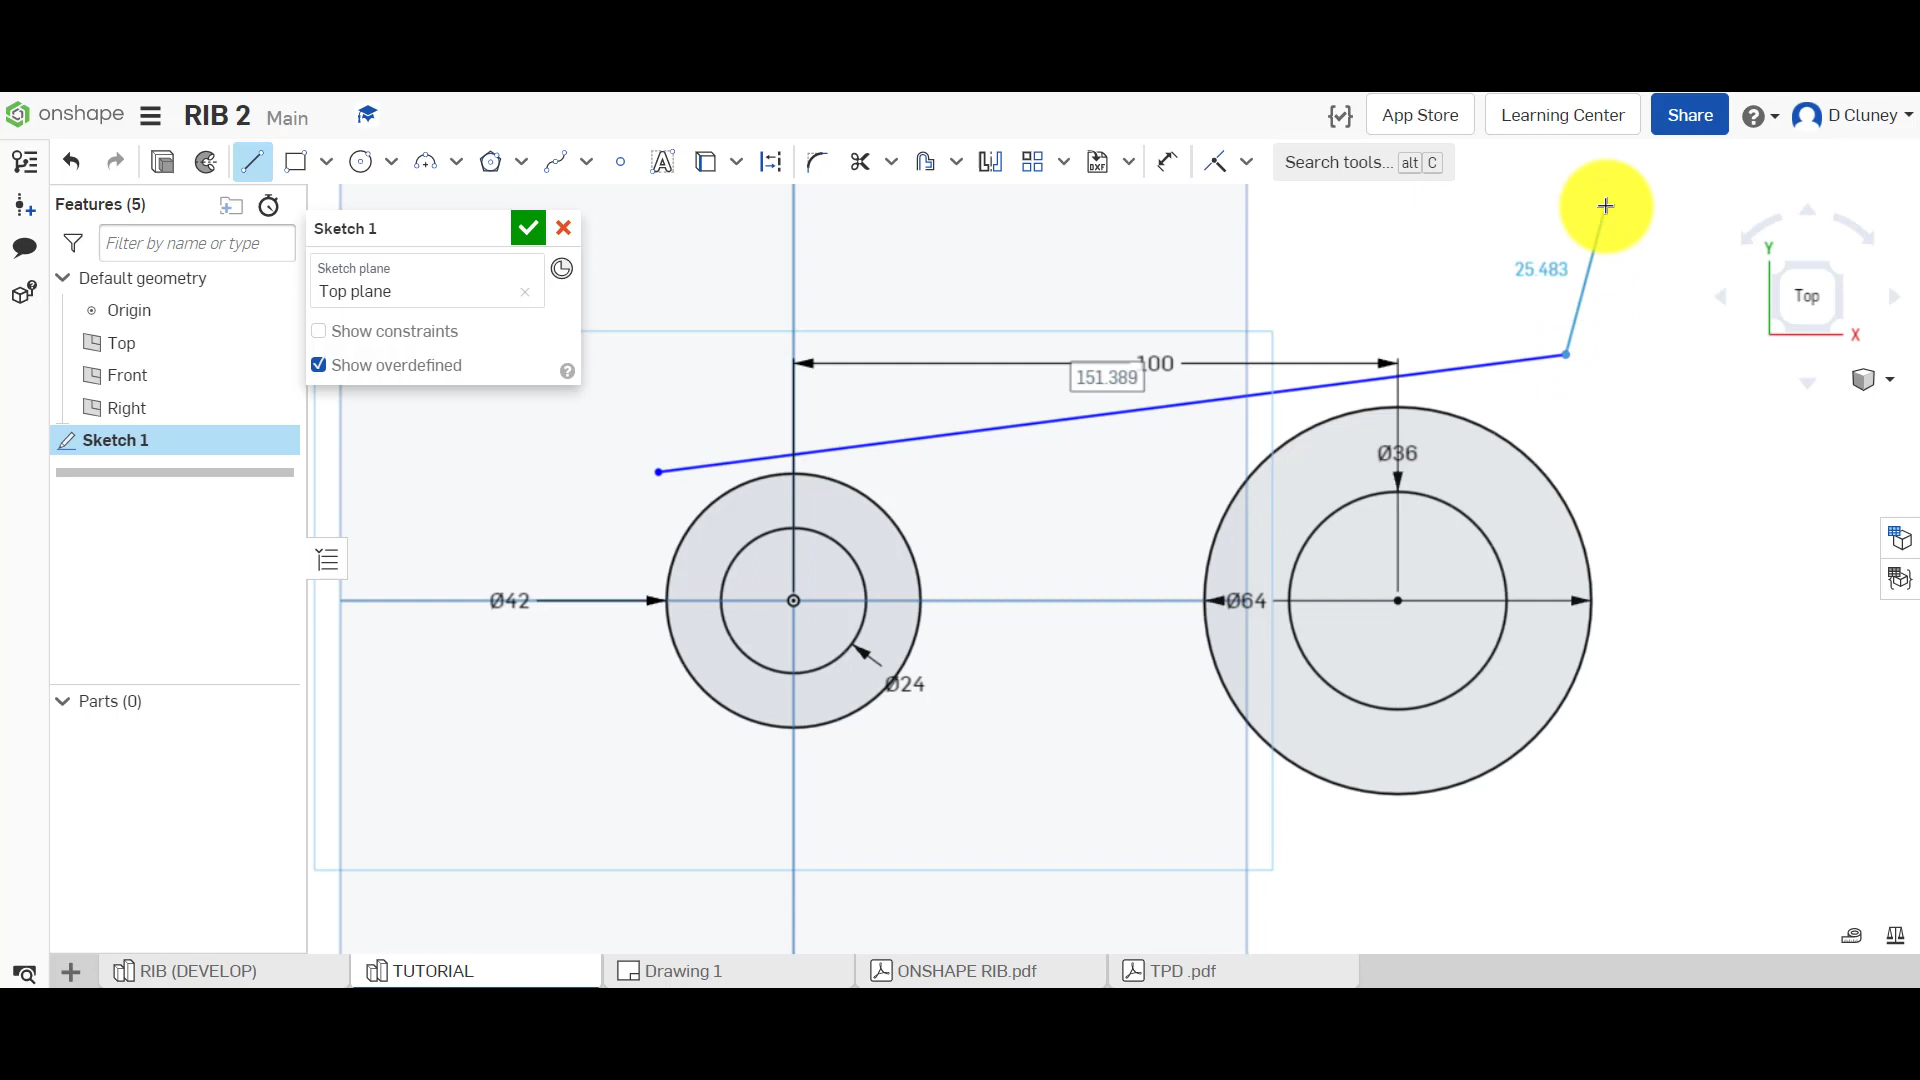 onshape RIB 2 Main App Store Learning Center Share D Cluney
Search tools... alt C
Features (5)
Filter by name or type
Default geometry
Origin
Top
Front
Right
Sketch 1
Parts (0)
Sketch 1
Sketch plane
Top plane
Show constraints
Show overdefined
25.483
100
151.389
Ø36
Ø42
Ø64
Ø24
Y
Top
X
RIB (DEVELOP) TUTORIAL Drawing 1 ONSHAPE RIB.pdf TPD .pdf